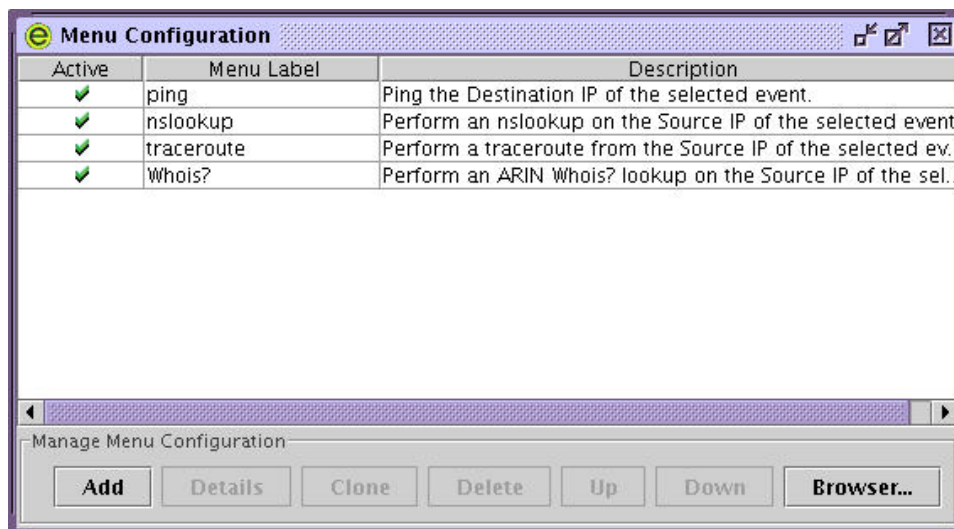 Menu Configuration
Active Menu Label Description
ping Ping the Destination IP of the selected event.
nslookup Perform an nslookup on the Source IP of the selected event
traceroute Perform a traceroute from the Source IP of the selected ev..
Whois? Perform an ARIN Whois? lookup on the Source IP of the sel..
Manage Menu Configuration
Add Details Clone Delete Up Down Browser...